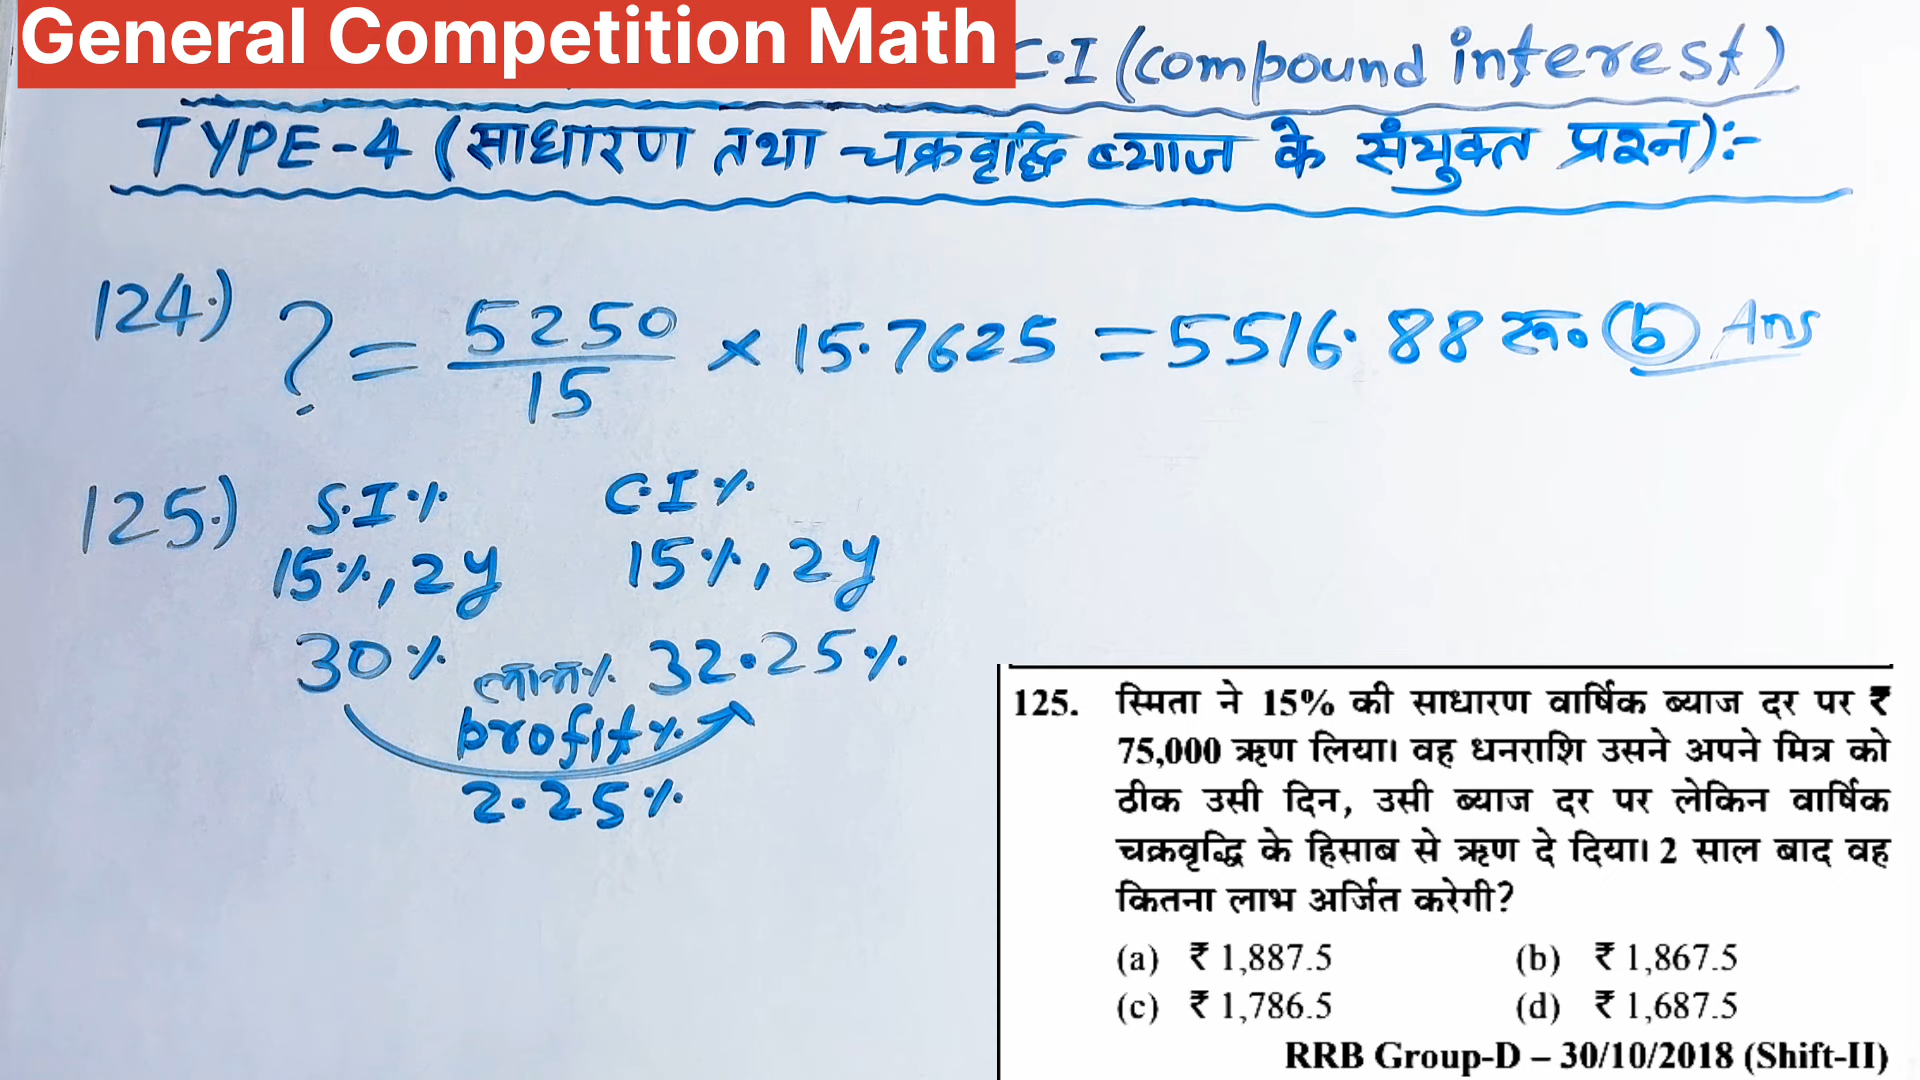 General Competition Math
C.I (compound interest)
TYPE-4 (साधारण तथा चक्रवृद्धि ब्याज के संयुक्त प्रश्न):-
124.) ? = 5250/15 × 15.7625 = 5516.88 रू. (b) Ans
125.) S.I% C.I%
15%, 2y 15%, 2y
30% लाभ% 32.25%
profit%
2.25%
125. स्मिता ने 15% की साधारण वार्षिक ब्याज दर पर ₹
75,000 ऋण लिया। वह धनराशि उसने अपने मित्र को
ठीक उसी दिन, उसी ब्याज दर पर लेकिन वार्षिक
चक्रवृद्धि के हिसाब से ऋण दे दिया। 2 साल बाद वह
कितना लाभ अर्जित करेगी?
(a) ₹ 1,887.5 (b) ₹ 1,867.5
(c) ₹ 1,786.5 (d) ₹ 1,687.5
RRB Group-D – 30/10/2018 (Shift-II)